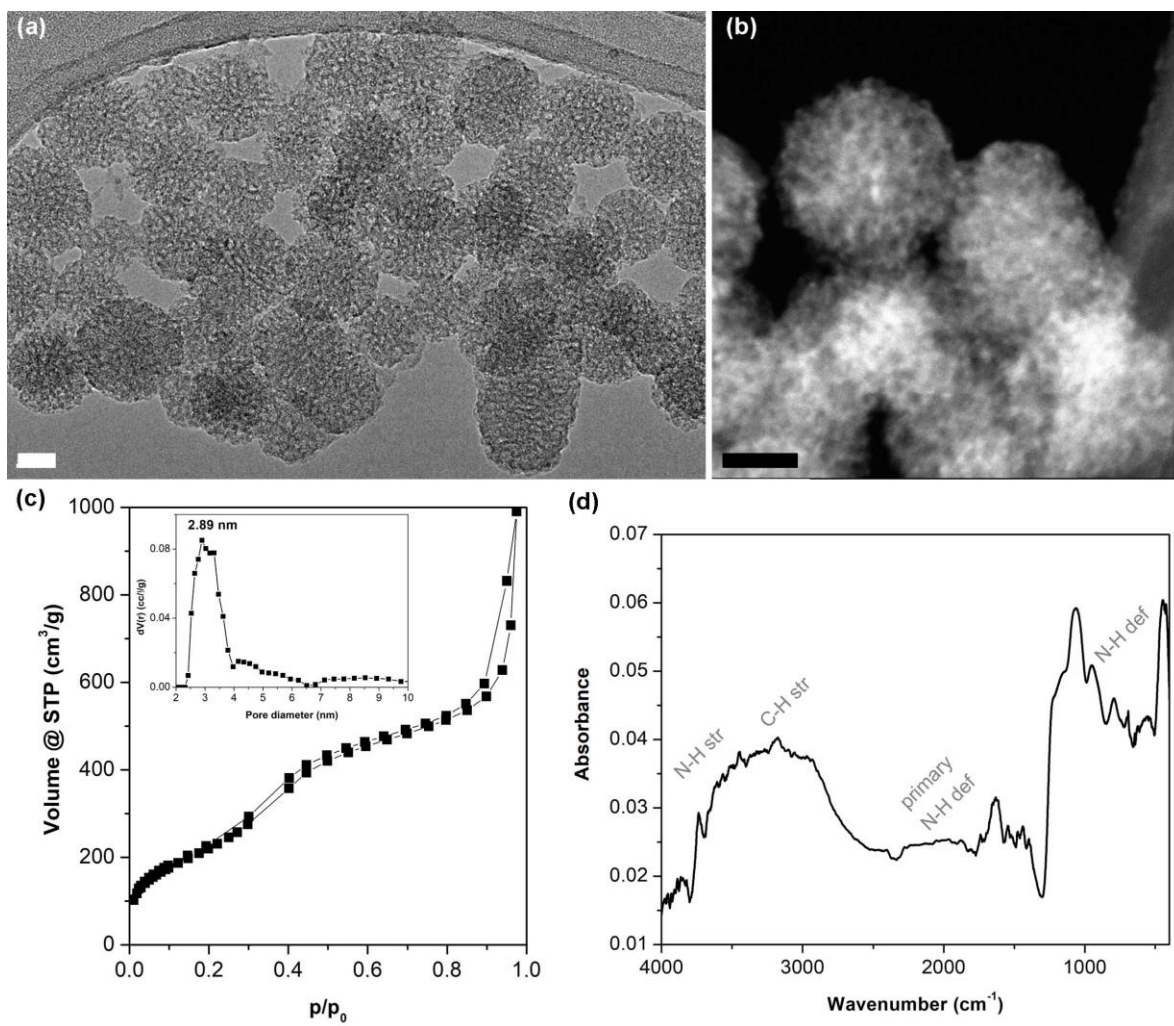 (a)
(b)
(c)
1000
800
600
400
200
0
0.0 0.2 0.4 0.6 0.8 1.0
Volume @ STP (cm³/g)
p/p₀
2.89 nm
0.08
0.04
0.00
2 3 4 5 6 7 8 9 10
dV(r) (cc/Å/g)
Pore diameter (nm)
(d)
0.07
0.06
0.05
0.04
0.03
0.02
0.01
4000 3000 2000 1000
Absorbance
Wavenumber (cm⁻¹)
N-H str
C-H str
primary
N-H def
N-H def